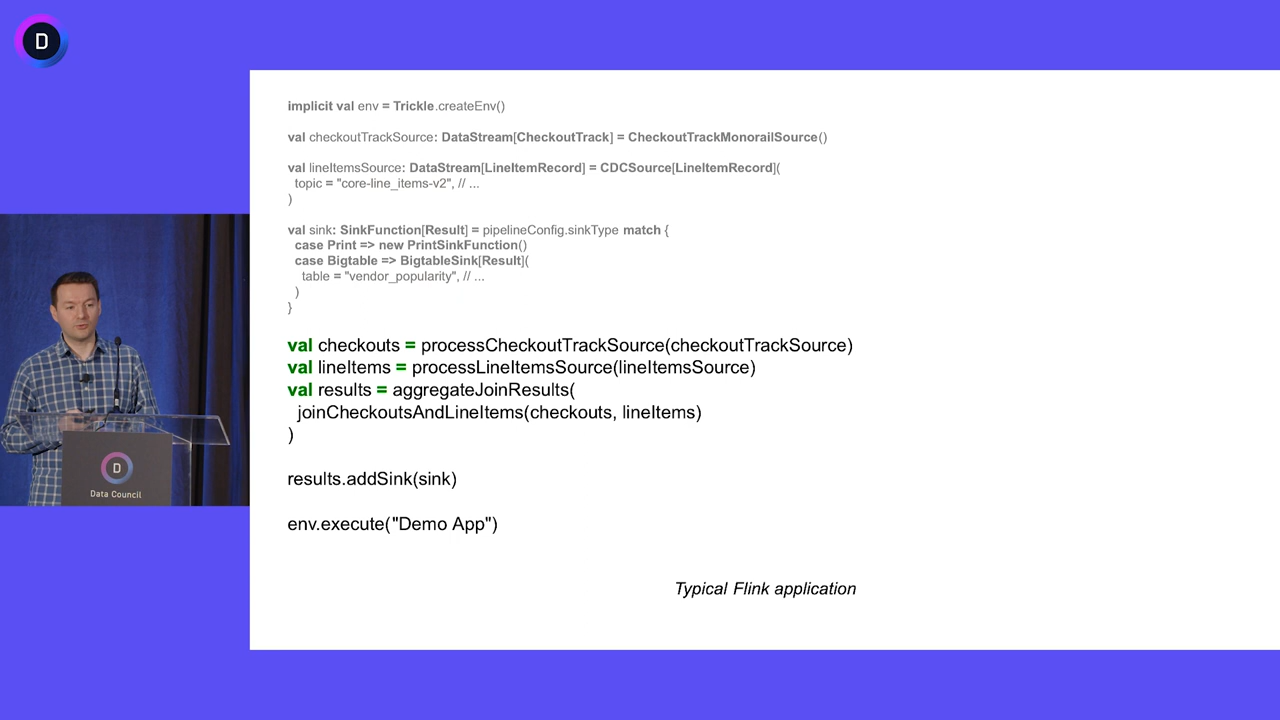 D
implicit val env = Trickle.createEnv()
val checkoutTrackSource: DataStream[CheckoutTrack] = CheckoutTrackMonorailSource()
val lineItemsSource: DataStream[LineItemRecord] = CDCSource[LineItemRecord](
topic = "core-line_items-v2", // ...
)
val sink: SinkFunction[Result] = pipelineConfig.sinkType match {
case Print => new PrintSinkFunction()
case Bigtable => BigtableSink[Result](
table = "vendor_popularity", // ...
)
}
val checkouts = processCheckoutTrackSource(checkoutTrackSource)
val lineItems = processLineItemsSource(lineItemsSource)
val results = aggregateJoinResults(
joinCheckoutsAndLineItems(checkouts, lineItems)
)
results.addSink(sink)
env.execute("Demo App")
Typical Flink application
D
Data Council